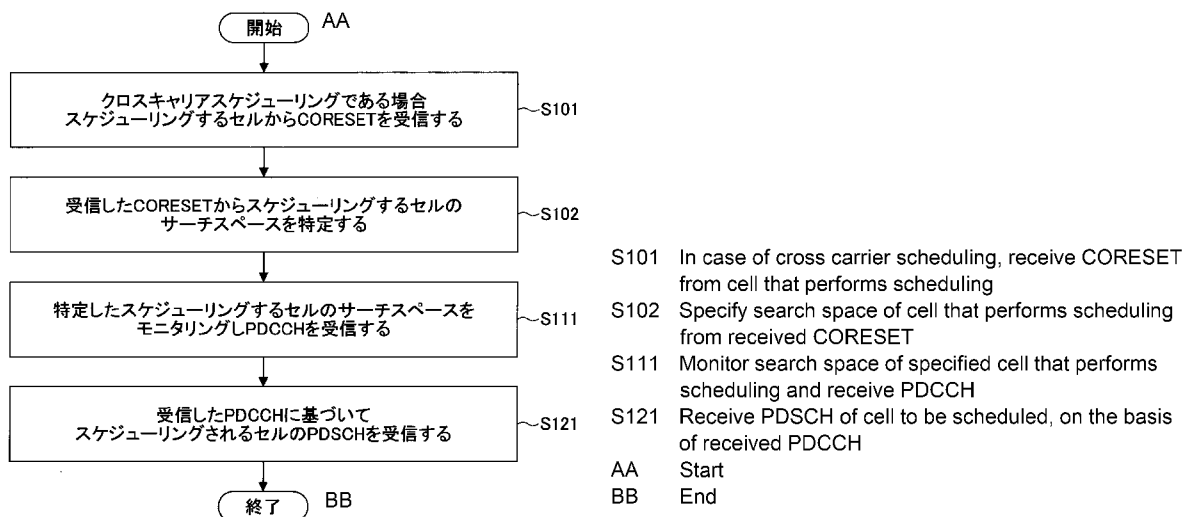 開始 AA
クロスキャリアスケジューリングである場合
スケジューリングするセルからCORESETを受信する
S101
受信したCORESETからスケジューリングするセルの
サーチスペースを特定する
S102
特定したスケジューリングするセルのサーチスペースを
モニタリングしPDCCHを受信する
S111
受信したPDCCHに基づいて
スケジューリングされるセルのPDSCHを受信する
S121
終了 BB
S101 In case of cross carrier scheduling, receive CORESET
from cell that performs scheduling
S102 Specify search space of cell that performs scheduling
from received CORESET
S111 Monitor search space of specified cell that performs
scheduling and receive PDCCH
S121 Receive PDSCH of cell to be scheduled, on the basis
of received PDCCH
AA Start
BB End